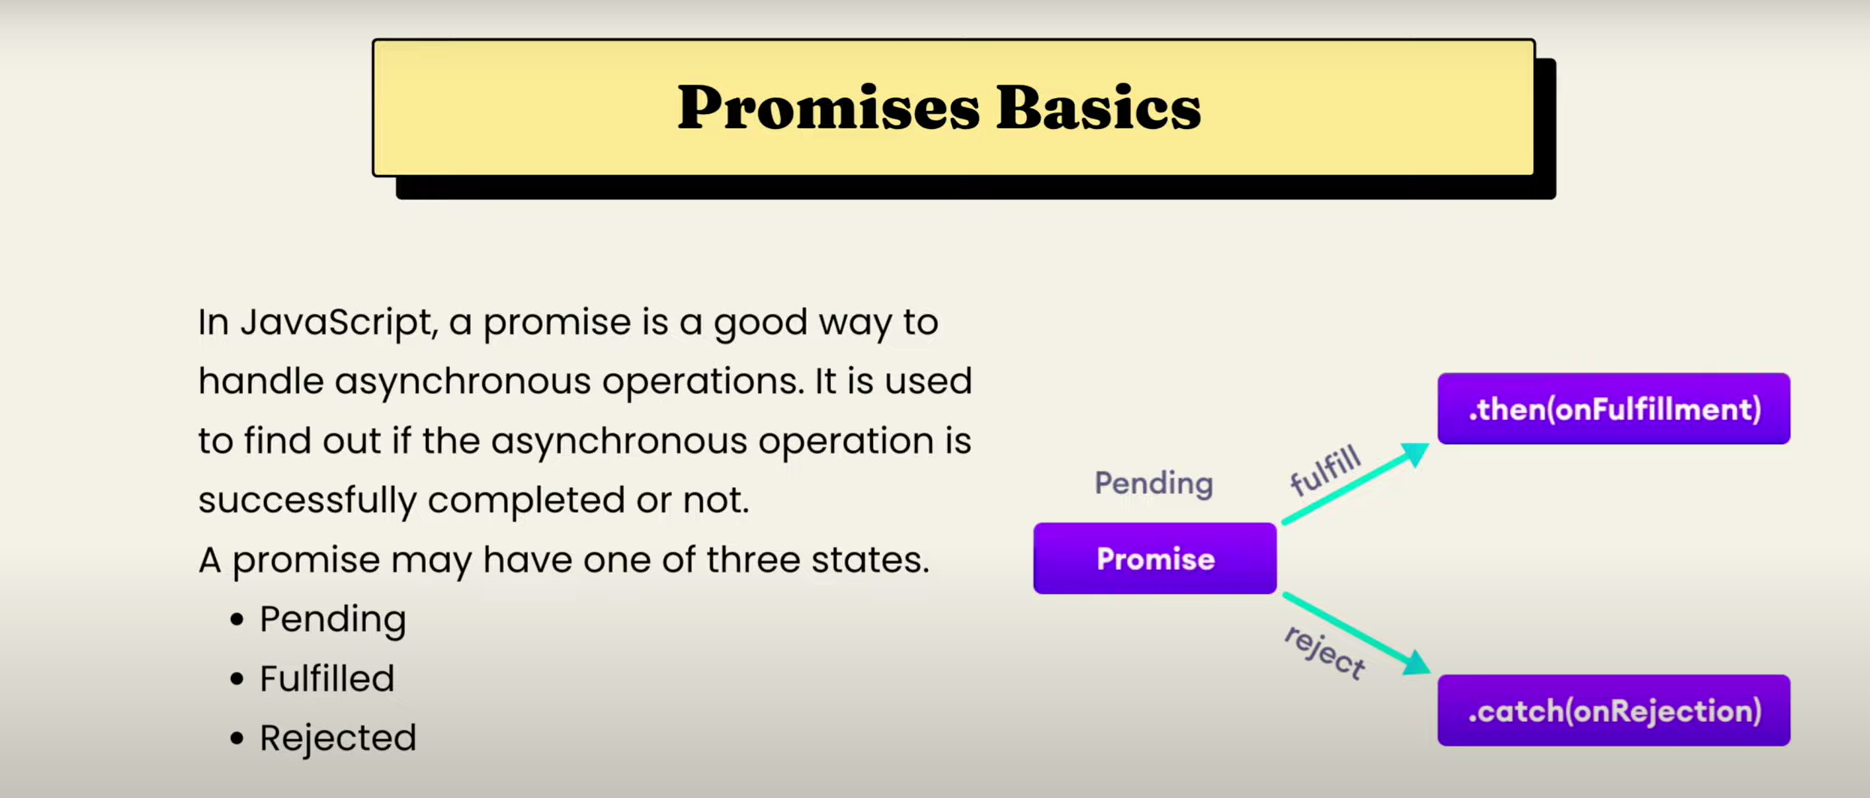 Promises Basics
In JavaScript, a promise is a good way to
handle asynchronous operations. It is used
to find out if the asynchronous operation is
successfully completed or not.
A promise may have one of three states.
• Pending
• Fulfilled
• Rejected
Pending
Promise
fulfill
.then(onFulfillment)
reject
.catch(onRejection)